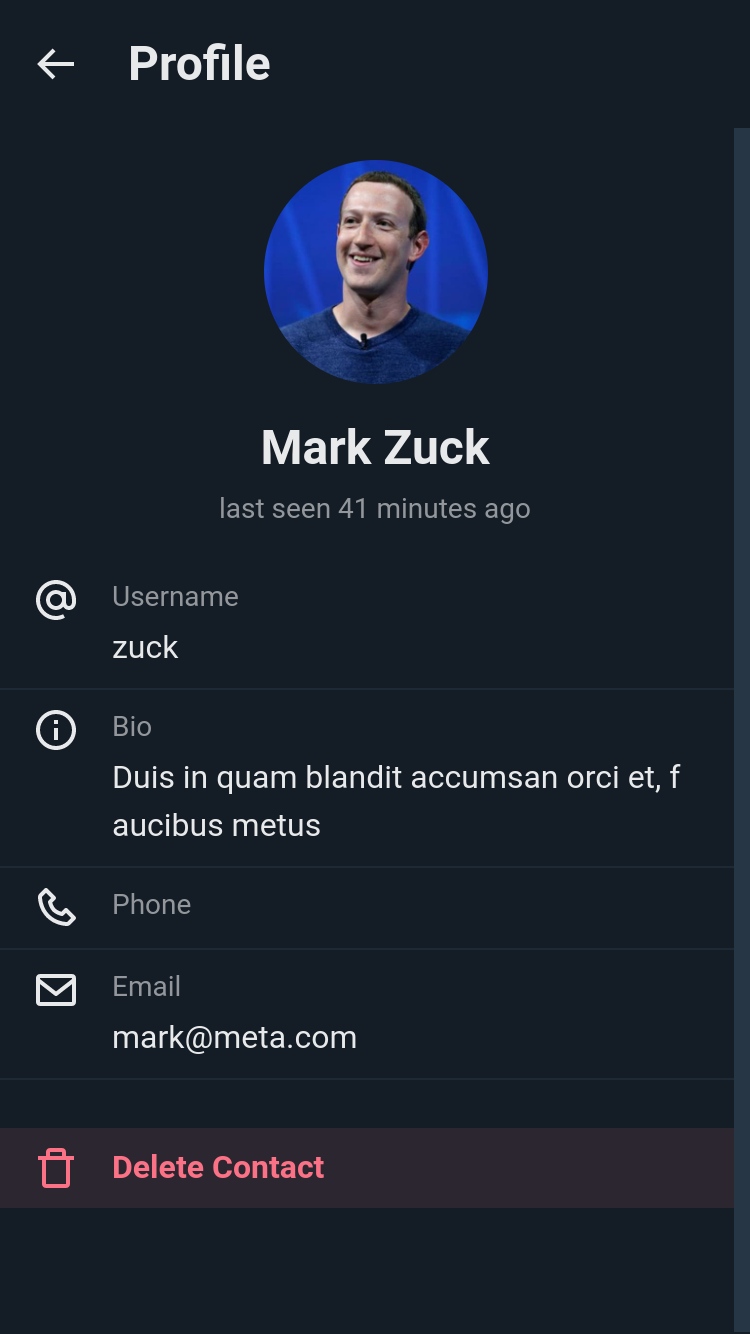 Profile
Mark Zuck
last seen 41 minutes ago
Username
zuck
Bio
Duis in quam blandit accumsan orci et, f
aucibus metus
Phone
Email
mark@meta.com
Delete Contact